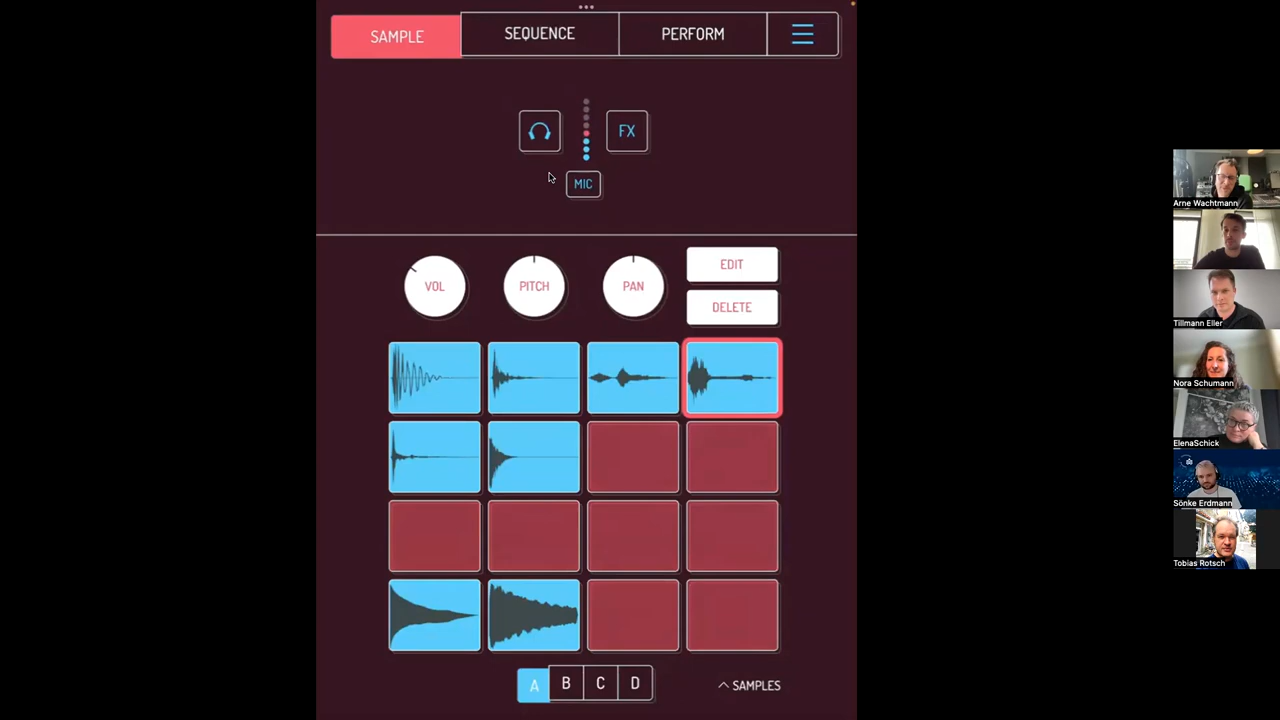 SAMPLE
SEQUENCE
PERFORM
FX
MIC
VOL
PITCH
PAN
EDIT
DELETE
A
B
C
D
SAMPLES
Arne Wachtmann
Tillmann Eller
Nora Schumann
ElenaSchick
Sönke Erdmann
Tobias Rotsch